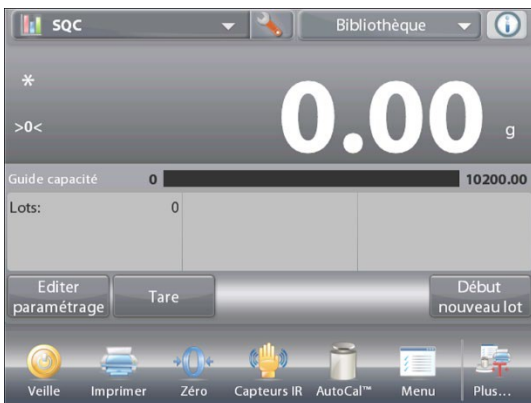 SQC Bibliothèque
*
0.00 g
>0<
Guide capacité 0 10200.00
Lots: 0
Editer paramétrage
Tare
Début nouveau lot
Veille Imprimer Zéro Capteurs IR AutoCal™ Menu Plus...